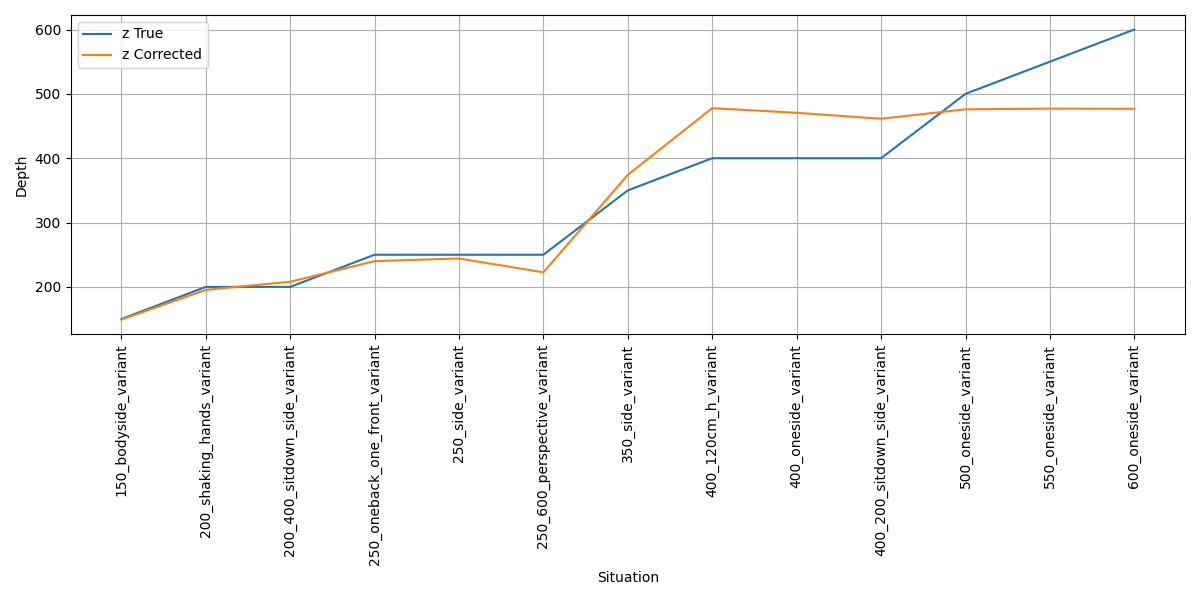 z True
z Corrected
600
500
400
300
200
Depth
150_bodyside_variant
200_shaking_hands_variant
200_400_sitdown_side_variant
250_oneback_one_front_variant
250_side_variant
250_600_perspective_variant
350_side_variant
400_120cm_h_variant
400_oneside_variant
400_200_sitdown_side_variant
500_oneside_variant
550_oneside_variant
600_oneside_variant
Situation